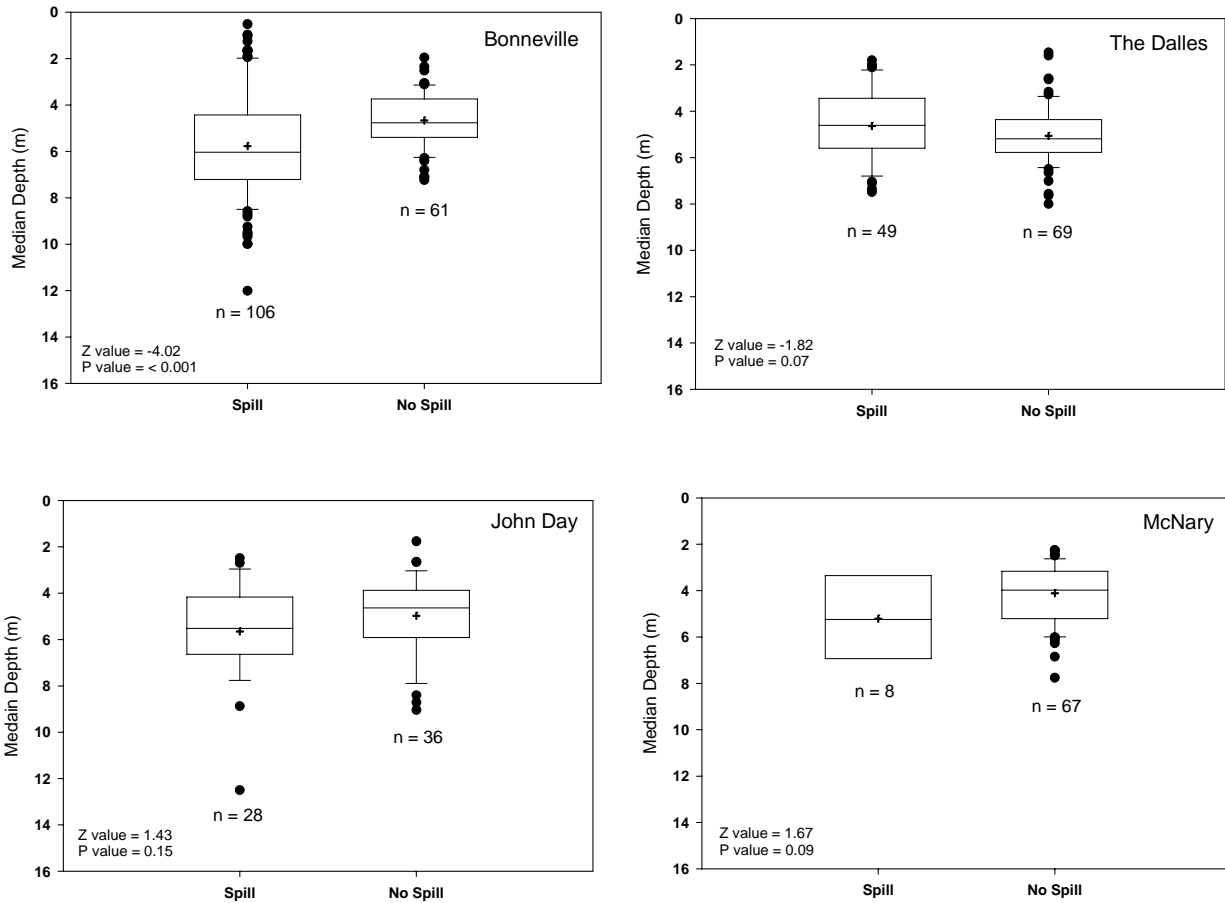 Bonneville
Median Depth (m)
0
2
4
6
8
10
12
14
16
n = 106
n = 61
Z value = -4.02
P value = < 0.001
Spill
No Spill
The Dalles
Median Depth (m)
0
2
4
6
8
10
12
14
16
n = 49
n = 69
Z value = -1.82
P value = 0.07
Spill
No Spill
John Day
Medain Depth (m)
0
2
4
6
8
10
12
14
16
n = 28
n = 36
Z value = 1.43
P value = 0.15
Spill
No Spill
McNary
Median Depth (m)
0
2
4
6
8
10
12
14
16
n = 8
n = 67
Z value = 1.67
P value = 0.09
Spill
No Spill